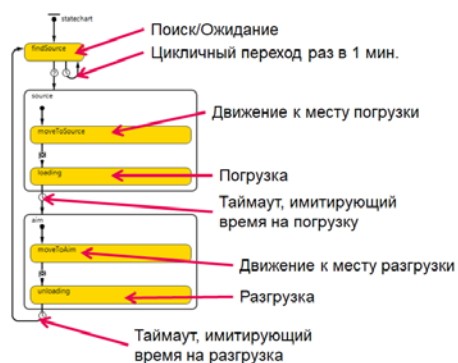 statechart
findSource
Поиск/Ожидание
Цикличный переход раз в 1 мин.
source
moveToSource
Движение к месту погрузки
loading
Погрузка
Таймаут, имитирующий
время на погрузку
aim
moveToAim
Движение к месту разгрузки
unloading
Разгрузка
Таймаут, имитирующий
время на разгрузка